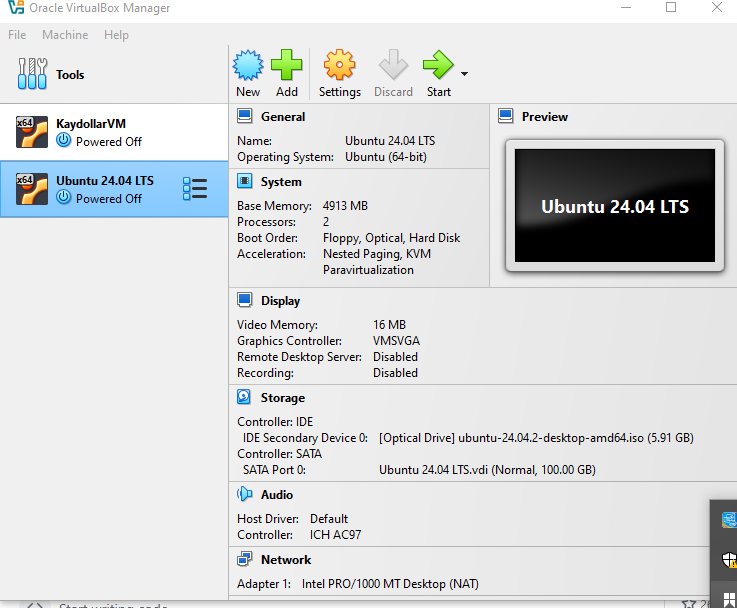 Oracle VirtualBox Manager
File Machine Help
Tools
New Add Settings Discard Start
x64 KaydollarVM
Powered Off
x64 Ubuntu 24.04 LTS
Powered Off
General
Name: Ubuntu 24.04 LTS
Operating System: Ubuntu (64-bit)
Preview
Ubuntu 24.04 LTS
System
Base Memory: 4913 MB
Processors: 2
Boot Order: Floppy, Optical, Hard Disk
Acceleration: Nested Paging, KVM
Paravirtualization
Display
Video Memory: 16 MB
Graphics Controller: VMSVGA
Remote Desktop Server: Disabled
Recording: Disabled
Storage
Controller: IDE
IDE Secondary Device 0: [Optical Drive] ubuntu-24.04.2-desktop-amd64.iso (5.91 GB)
Controller: SATA
SATA Port 0: Ubuntu 24.04 LTS.vdi (Normal, 100.00 GB)
Audio
Host Driver: Default
Controller: ICH AC97
Network
Adapter 1: Intel PRO/1000 MT Desktop (NAT)
Start writing code